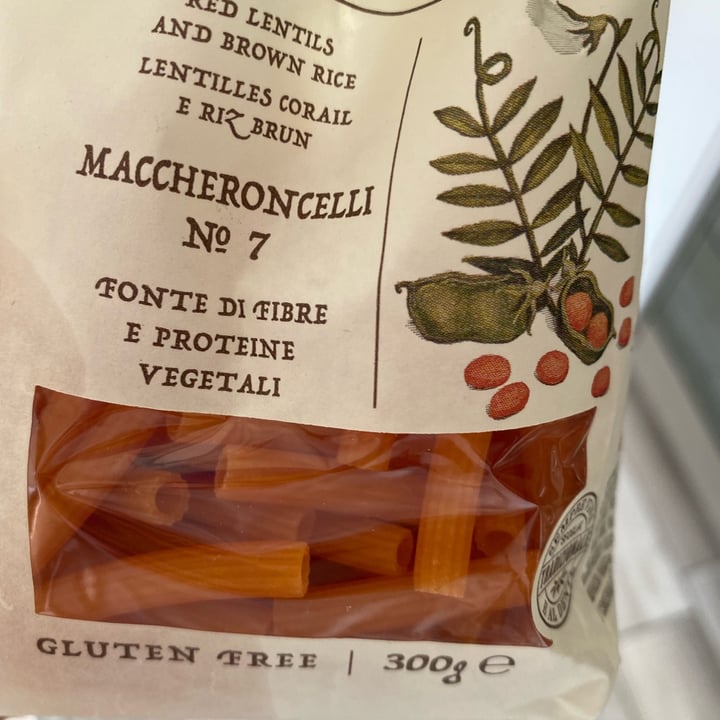 RED LENTILS
AND BROWN RICE
LENTILLES CORAIL
E RIZ BRUN
MACCHERONCELLI
Nº 7
FONTE DI FIBRE
E PROTEINE
VEGETALI
TRADIZIONALE
GLUTEN FREE | 300g ℮